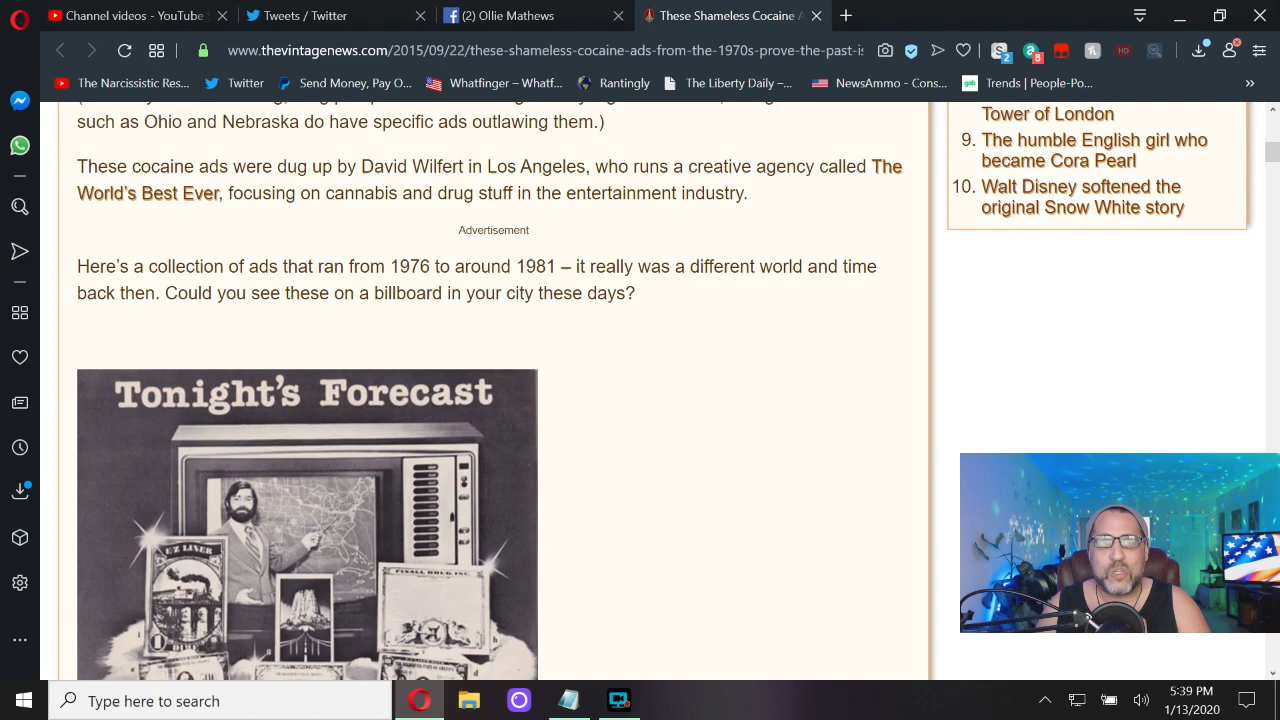 Channel videos - YouTube
Tweets / Twitter
(2) Ollie Mathews
These Shameless Cocaine A
www.thevintagenews.com/2015/09/22/these-shameless-cocaine-ads-from-the-1970s-prove-the-past-is
2
8
HD
The Narcissistic Res...
Twitter
Send Money, Pay O...
Whatfinger – Whatf...
Rantingly
The Liberty Daily –...
NewsAmmo - Cons...
gab
Trends | People-Po...
such as Ohio and Nebraska do have specific ads outlawing them.)
These cocaine ads were dug up by David Wilfert in Los Angeles, who runs a creative agency called The
World's Best Ever, focusing on cannabis and drug stuff in the entertainment industry.
Advertisement
Here's a collection of ads that ran from 1976 to around 1981 – it really was a different world and time
back then. Could you see these on a billboard in your city these days?
Tonight's Forecast
E-Z LINER
Tower of London
9. The humble English girl who
became Cora Pearl
10. Walt Disney softened the
original Snow White story
Type here to search
5:39 PM
1/13/2020